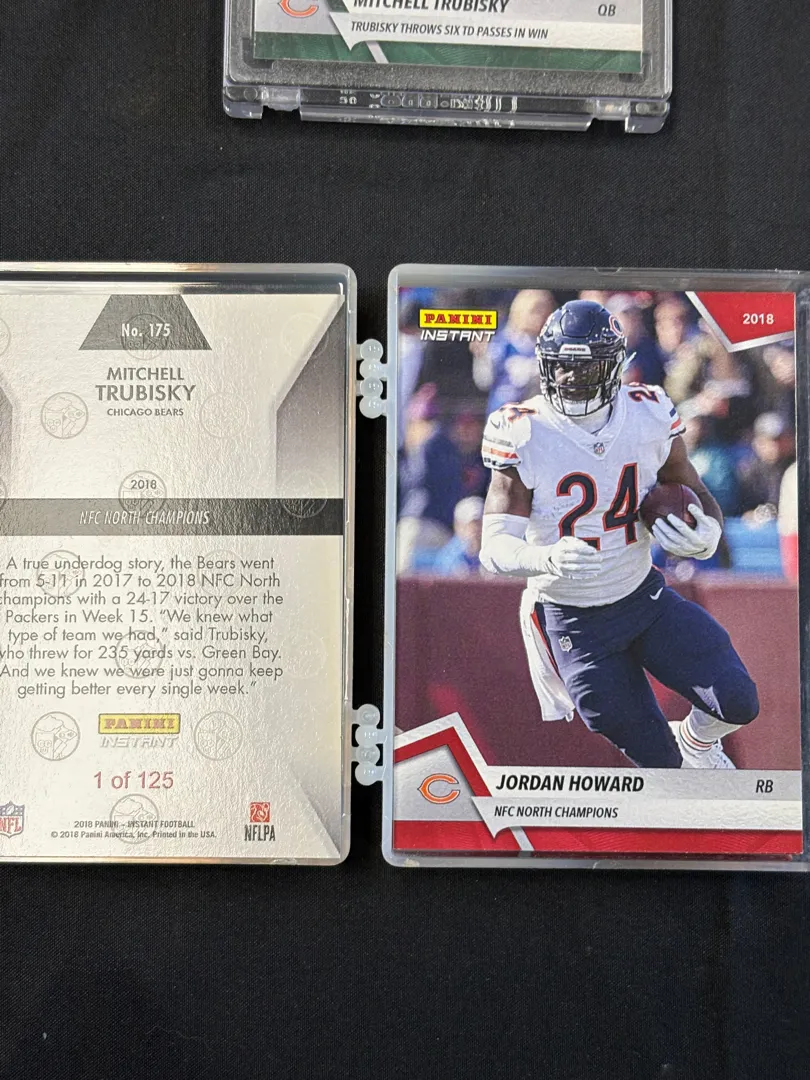 MITCHELL TRUBISKY
QB
TRUBISKY THROWS SIX TD PASSES IN WIN
No. 175
MITCHELL
TRUBISKY
CHICAGO BEARS
2018
NFC NORTH CHAMPIONS
A true underdog story, the Bears went
from 5-11 in 2017 to 2018 NFC North
champions with a 24-17 victory over the
Packers in Week 15. “We knew what
type of team we had,” said Trubisky,
who threw for 235 yards vs. Green Bay.
“And we knew we were just gonna keep
getting better every single week.”
PANINI
INSTANT
1 of 125
NFL
2018 PANINI – INSTANT FOOTBALL
© 2018 Panini America, Inc. Printed in the USA.
NFLPA
PANINI
INSTANT
2018
24
24
BEARS
JORDAN HOWARD
RB
NFC NORTH CHAMPIONS